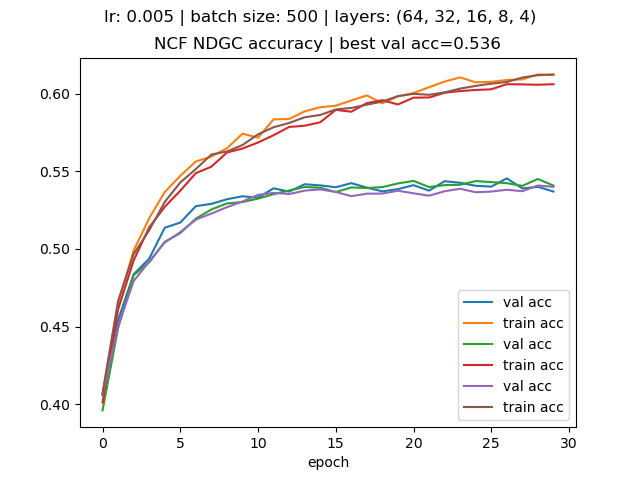 lr: 0.005 | batch size: 500 | layers: (64, 32, 16, 8, 4)
NCF NDGC accuracy | best val acc=0.536
0.60
0.55
0.50
0.45
0.40
val acc
train acc
val acc
train acc
val acc
train acc
0 5 10 15 20 25 30
epoch